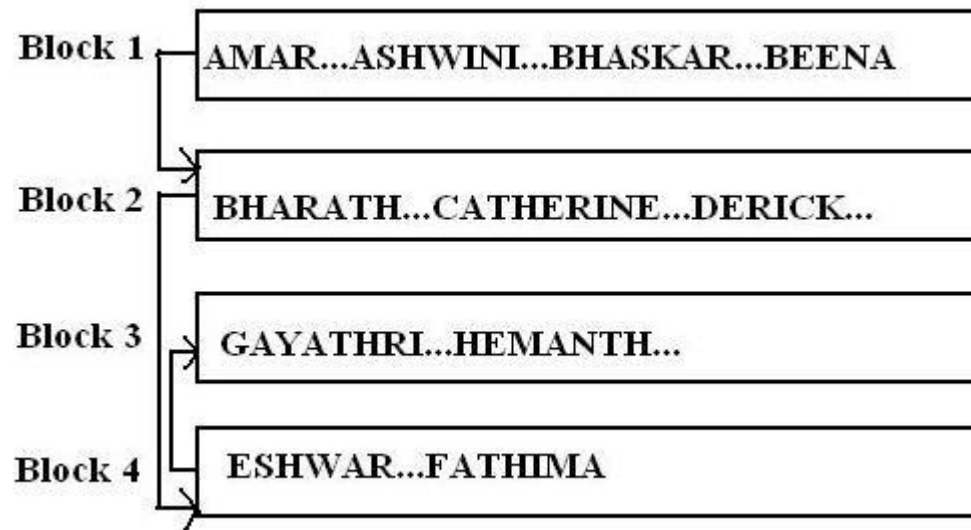 Block 1 AMAR...ASHWINI...BHASKAR...BEENA
Block 2 BHARATH...CATHERINE...DERICK...
Block 3 GAYATHRI...HEMANTH...
Block 4 ESHWAR...FATHIMA